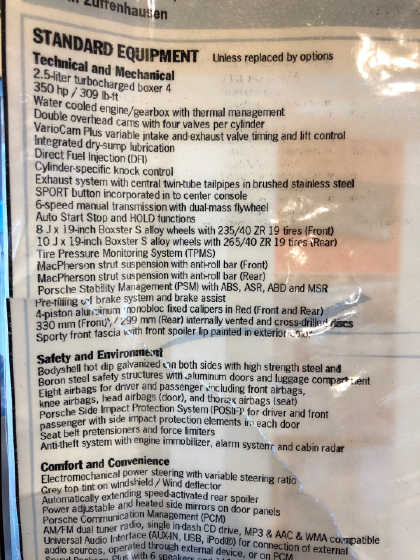 in Zuffenhausen
STANDARD EQUIPMENT Unless replaced by options
Technical and Mechanical
2.5-liter turbocharged boxer 4
350 hp / 309 lb-ft
Water cooled engine/gearbox with thermal management
Double overhead cams with four valves per cylinder
VarioCam Plus variable intake and exhaust valve timing and lift control
Integrated dry-sump lubrication
Direct Fuel Injection (DFI)
Cylinder-specific knock control
Exhaust system with central twin-tube tailpipes in brushed stainless steel
SPORT button incorporated in to center console
6-speed manual transmission with dual-mass flywheel
Auto Start Stop and HOLD functions
8 J x 19-inch Boxster S alloy wheels with 235/40 ZR 19 tires (Front)
10 J x 19-inch Boxster S alloy wheels with 265/40 ZR 19 tires (Rear)
Tire Pressure Monitoring System (TPMS)
MacPherson strut suspension with anti-roll bar (Front)
MacPherson strut suspension with anti-roll bar (Rear)
Porsche Stability Management (PSM) with ABS, ASR, ABD and MSR
Pre-filling of brake system and brake assist
4-piston aluminum monobloc fixed calipers in Red (Front and Rear)
330 mm (Front) / 299 mm (Rear) internally vented and cross-drilled discs
Sporty front fascia with front spoiler lip painted in exterior color
Safety and Environment
Bodyshell hot dip galvanized on both sides with high strength steel and
Boron steel safety structures with aluminum doors and luggage compartment
Eight airbags for driver and passenger including front airbags,
knee airbags, head airbags (door), and thorax airbags (seat)
Porsche Side Impact Protection System (POSIP) for driver and front
passenger with side impact protection elements in each door
Seat belt pretensioners and force limiters
Anti-theft system with engine immobilizer, alarm system and cabin radar
Comfort and Convenience
Electromechanical power steering with variable steering ratio
Grey top tint on windshield / Wind deflector
Automatically extending speed-activated rear spoiler
Power adjustable and heated side mirrors on door panels
Porsche Communication Management (PCM)
AM/FM dual tuner radio, single in-dash CD drive, MP3 & AAC & WMA compatible
Universal Audio Interface (AUX-IN, USB, iPod®) for connection of external
audio sources, operated through external device, or on PCM
Sound Package Plus with 6 speakers and